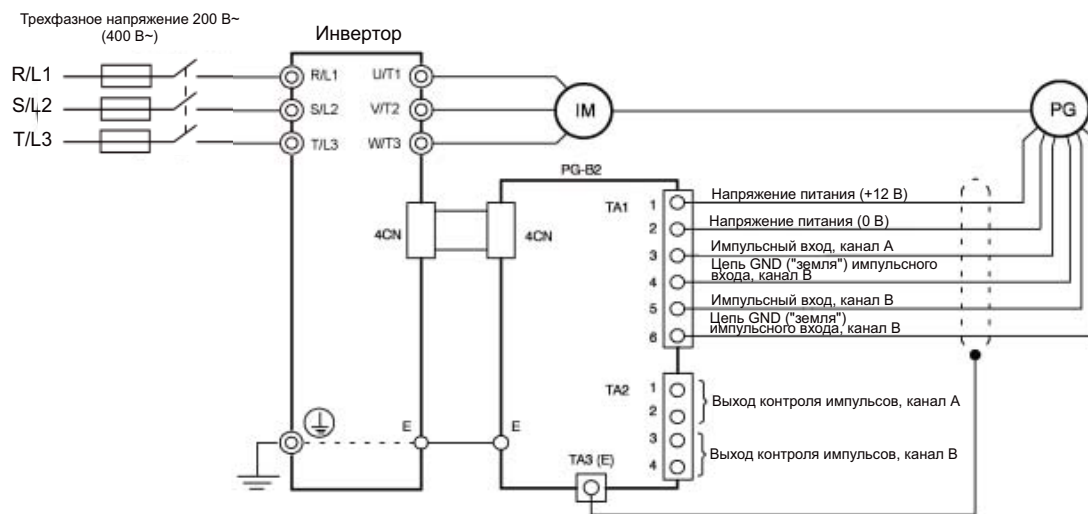 Трехфазное напряжение 200 В~
(400 В~)
Инвертор
R/L1
S/L2
T/L3
R/L1
S/L2
T/L3
U/T1
V/T2
W/T3
IM
PG
PG-B2
4CN
4CN
TA1
1
2
3
4
5
6
Напряжение питания (+12 В)
Напряжение питания (0 В)
Импульсный вход, канал А
Цепь GND ("земля") импульсного
входа, канал В
Импульсный вход, канал В
Цепь GND ("земля")
импульсного входа, канал В
TA2
1
2
3
4
Выход контроля импульсов, канал А
Выход контроля импульсов, канал В
E
E
TA3 (E)